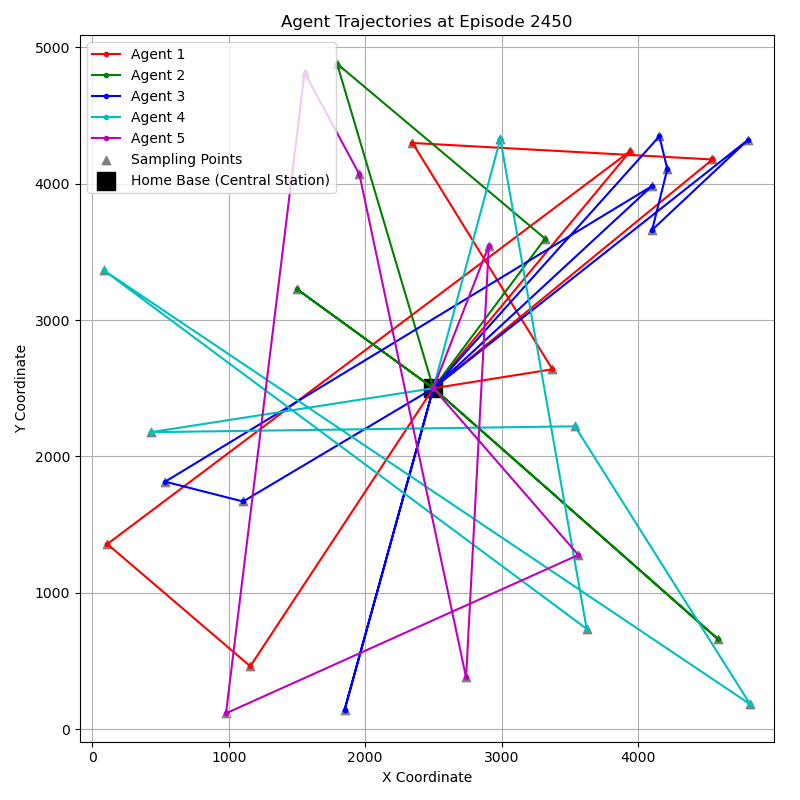 Agent Trajectories at Episode 2450
Agent 1
Agent 2
Agent 3
Agent 4
Agent 5
Sampling Points
Home Base (Central Station)
5000
4000
3000
2000
1000
0
Y Coordinate
0 1000 2000 3000 4000
X Coordinate